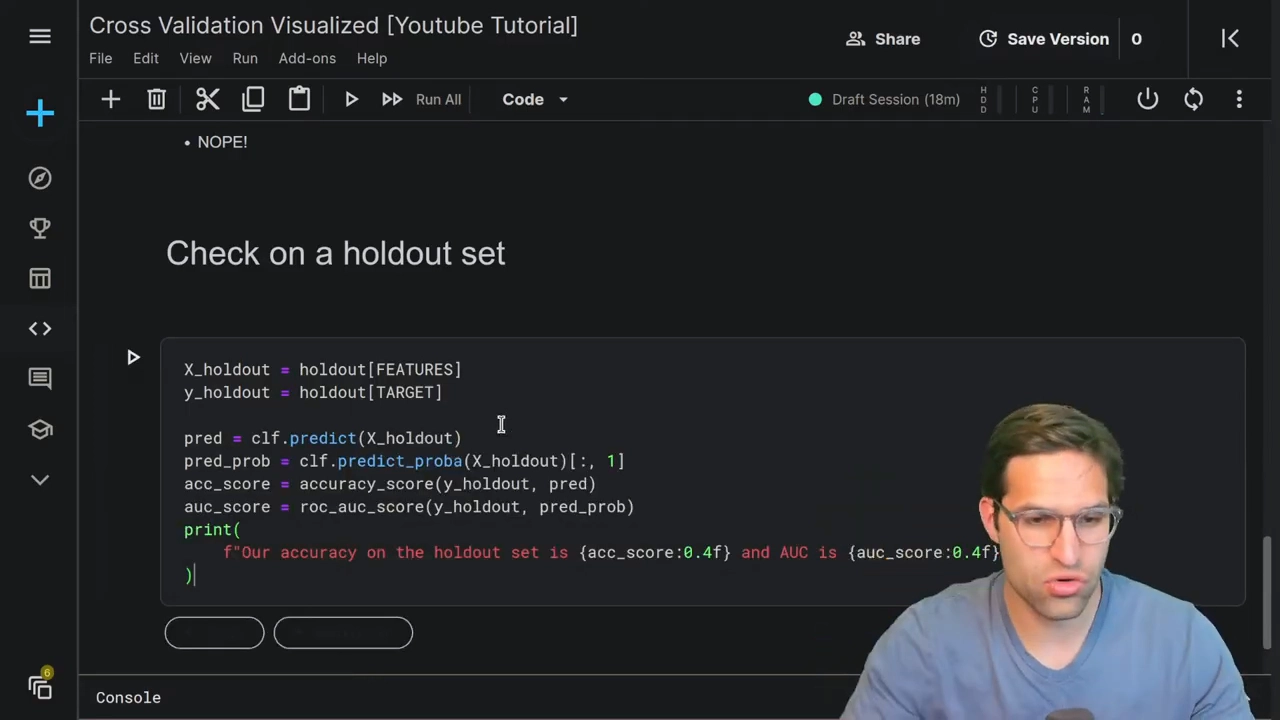 Cross Validation Visualized [Youtube Tutorial]
Share
Save Version
0
File Edit View Run Add-ons Help
Run All
Code
Draft Session (18m)
HDD
CPU
RAM
• NOPE!
Check on a holdout set
X_holdout = holdout[FEATURES]
y_holdout = holdout[TARGET]
pred = clf.predict(X_holdout)
pred_prob = clf.predict_proba(X_holdout)[:, 1]
acc_score = accuracy_score(y_holdout, pred)
auc_score = roc_auc_score(y_holdout, pred_prob)
print(
f"Our accuracy on the holdout set is {acc_score:0.4f} and AUC is {auc_score:0.4f}
)
6
Console